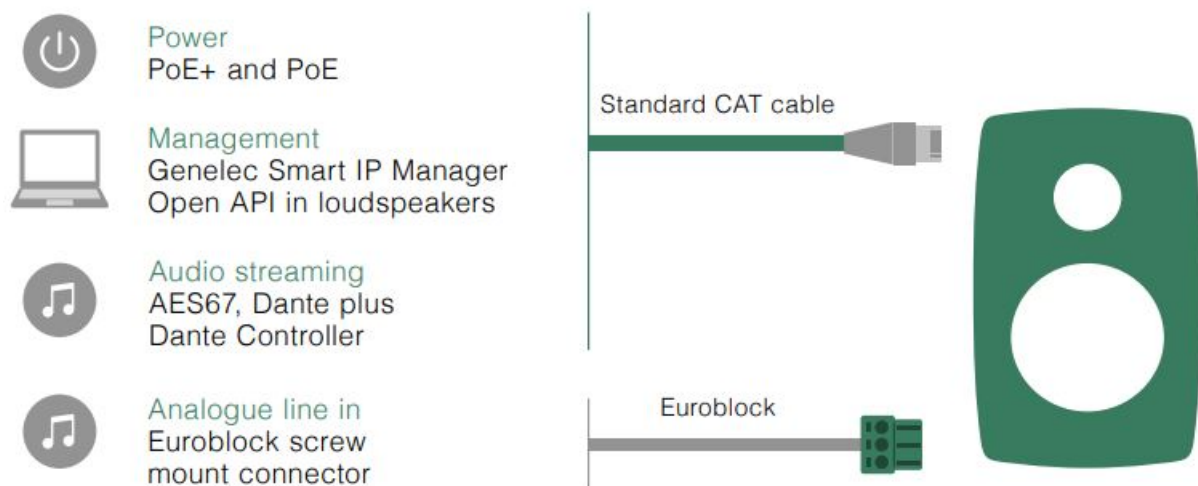 Power
PoE+ and PoE
Management
Genelec Smart IP Manager
Open API in loudspeakers
Audio streaming
AES67, Dante plus
Dante Controller
Analogue line in
Euroblock screw
mount connector
Standard CAT cable
Euroblock